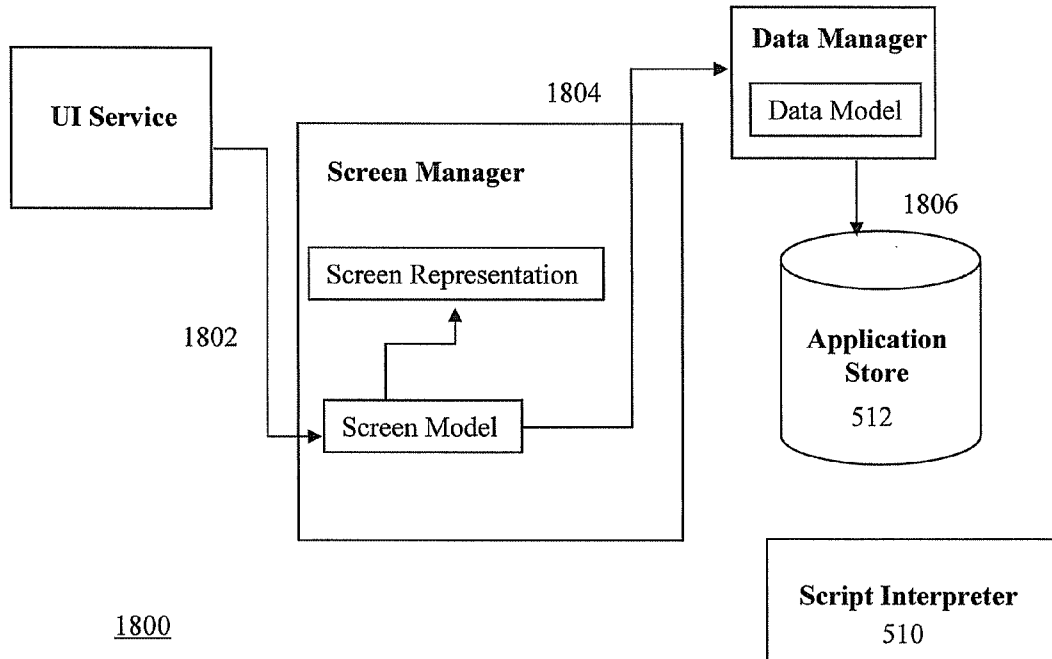 Data Manager
1804
UI Service
Data Model
Screen Manager
1806
Screen Representation
1802
Application
Store
512
Screen Model
Script Interpreter
510
1800